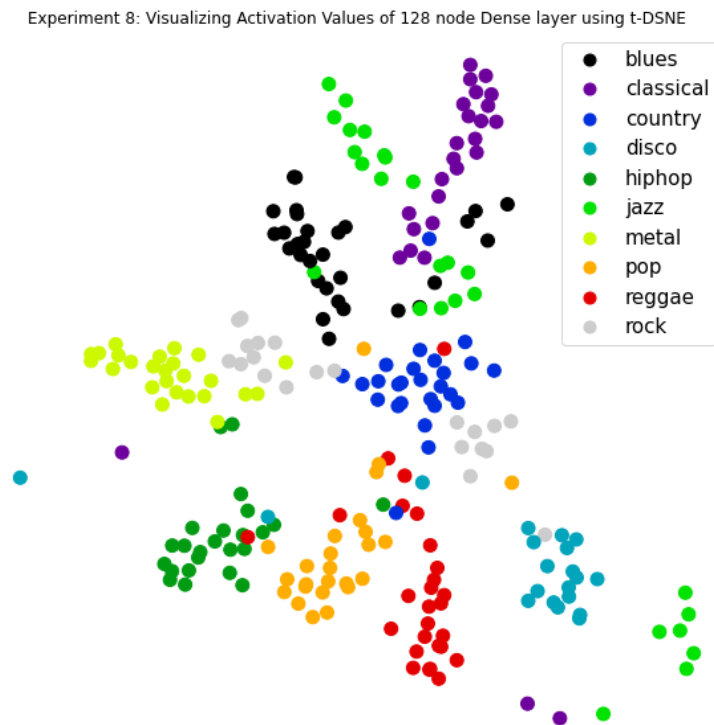 Experiment 8: Visualizing Activation Values of 128 node Dense layer using t-DSNE
blues
classical
country
disco
hiphop
jazz
metal
pop
reggae
rock